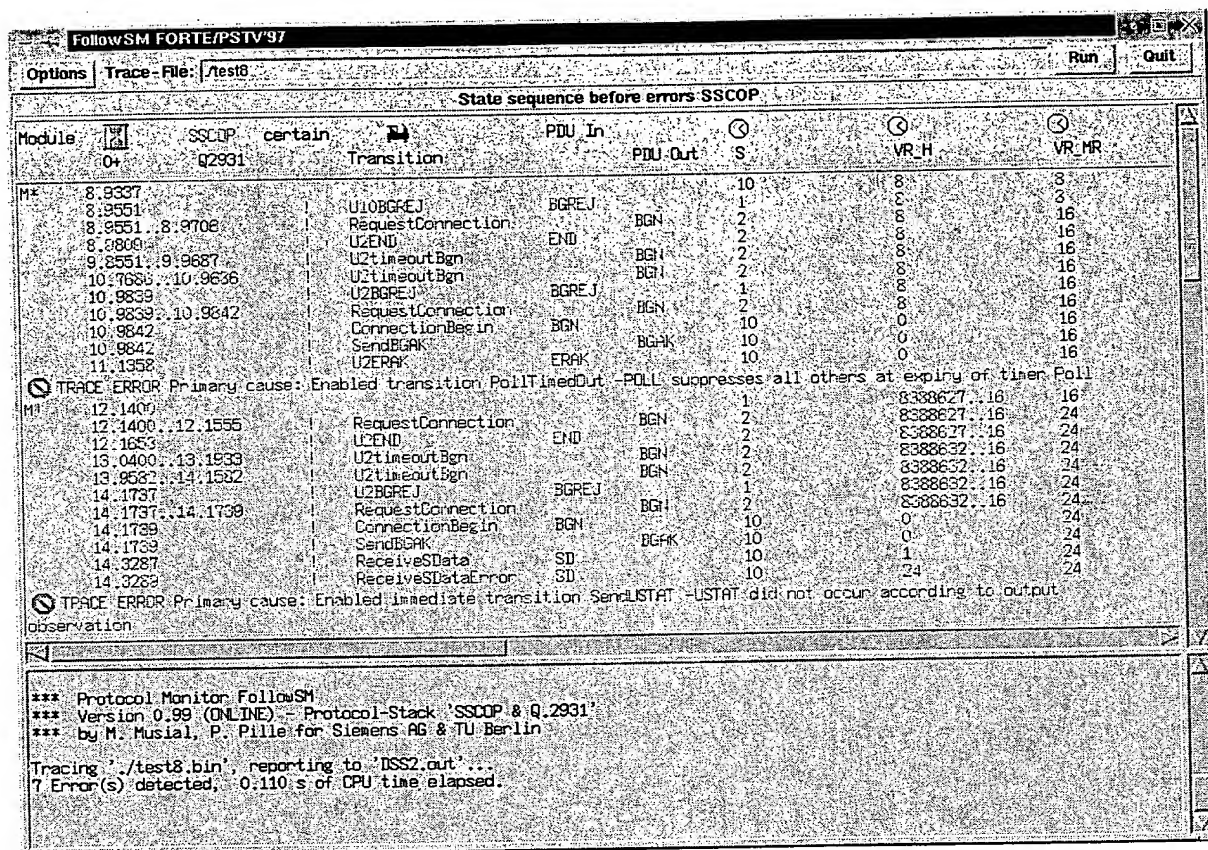 FollowSM FORTE/PSTV'97
Options Trace-File: ./test8 Run Quit
State sequence before errors SSCOP
Module SSCOP certain PDU In
0+ Q2931 Transition PDU Out S VR_H VR_MR
M* 8.9337 10 8 8
8.9551 ! U10BGREJ BGREJ 1 8
8.9551..8.9708 ! RequestConnection BGN 2 8 16
8.9809 ! U2END END 2 8 16
9.8551..9.9687 ! U2timeoutBgn BGN 2 8 16
10.7686..10.9636 ! U2timeoutBgn BGN 2 8 16
10.9839 ! U2BGREJ BGREJ 1 8 16
10.9839..10.9842 ! RequestConnection BGN 2 8 16
10.9842 ! ConnectionBegin BGN 10 0 16
10.9842 ! SendBGAK BGAK 10 0 16
11.1358 ! U2ERAK ERAK 10 0 16
TRACE ERROR Primary cause: Enabled transition PollTimedOut -POLL suppresses all others at expiry of timer Poll
12.1400 1 8388627..16 16
12.1400..12.1555 ! RequestConnection BGN 2 8388627..16 24
12.1653 ! U2END END 2 8388627..16 24
13.0400..13.1933 ! U2timeoutBgn BGN 2 8388632..16 24
13.9582..14.1582 ! U2timeoutBgn BGN 2 8388632..16 24
14.1737 ! U2BGREJ BGREJ 1 8388632..16 24
14.1737..14.1739 ! RequestConnection BGN 2 8388632..16 24
14.1739 ! ConnectionBegin BGN 10 0 24
14.1739 ! SendBGAK BGAK 10 0 24
14.3287 ! ReceiveSData SD 10 1 24
14.3289 ! ReceiveSDataError SD 10 24 24
TRACE ERROR Primary cause: Enabled immediate transition SendUSTAT -USTAT did not occur according to output
observation
*** Protocol Monitor FollowSM
*** Version 0.99 (ONLINE) - Protocol-Stack 'SSCOP & Q.2931'
*** by M. Musial, P. Pille for Siemens AG & TU Berlin
Tracing './test8.bin', reporting to 'DSS2.out'...
7 Error(s) detected, 0.110 s of CPU time elapsed.